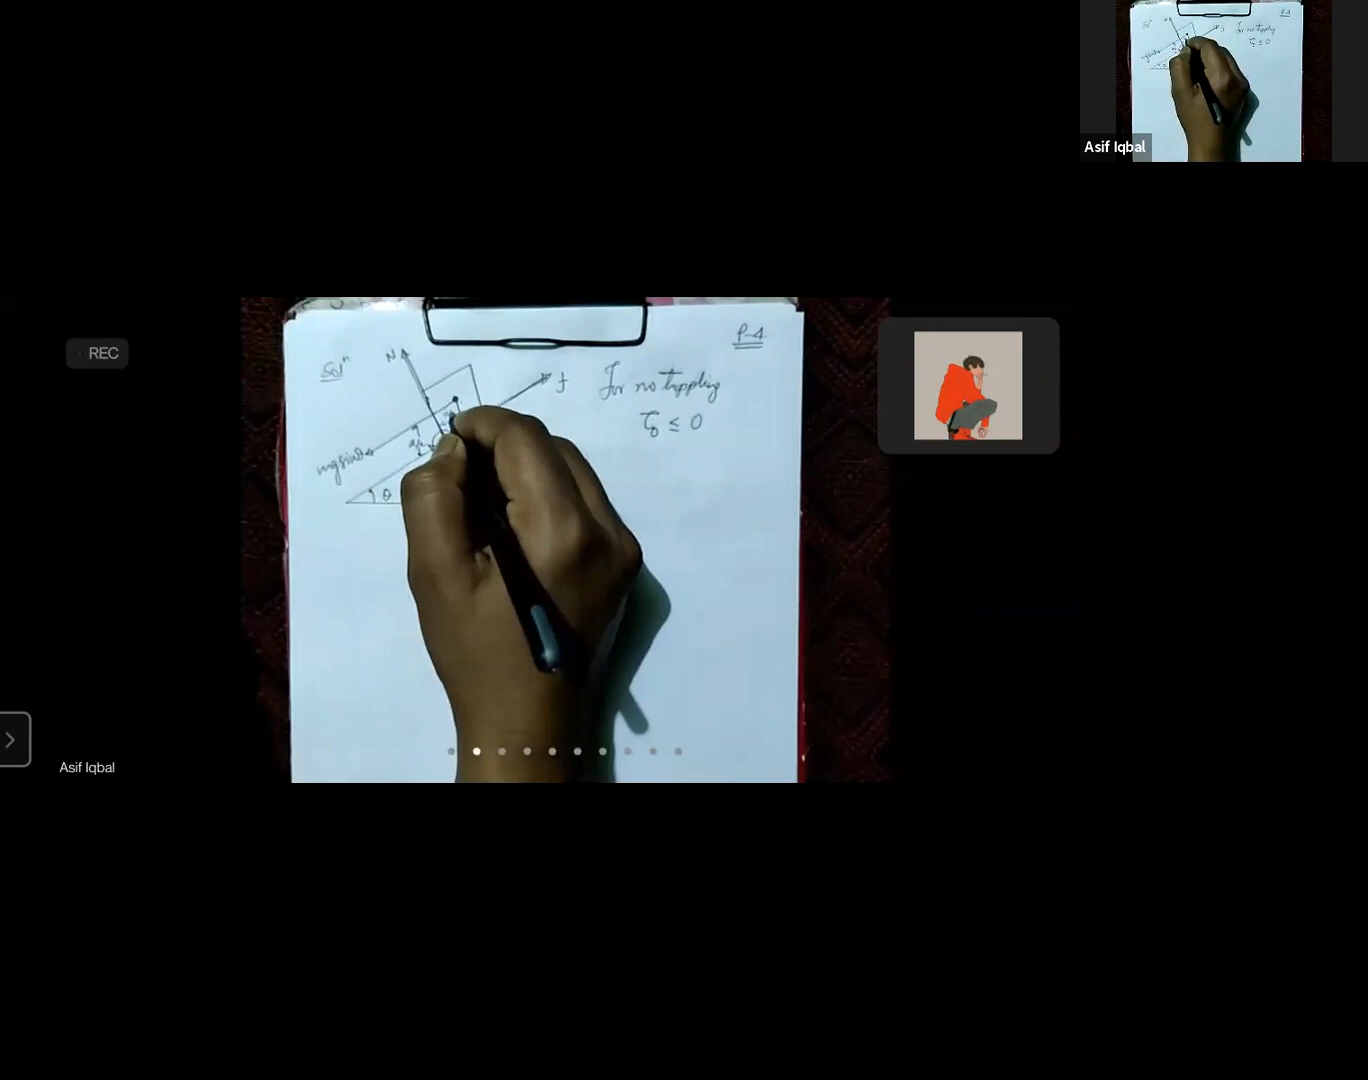 Asif Iqbal
REC
P-4
Solⁿ
N
f
For no toppling
τ₀ ≤ 0
mg sinθ
θ
Asif Iqbal